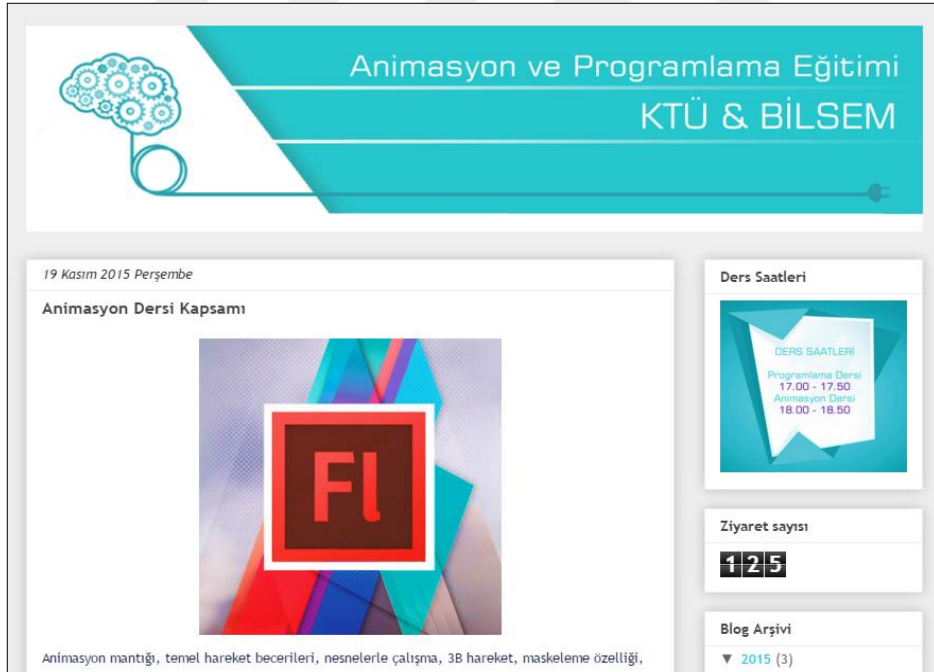 Animasyon ve Programlama Eğitimi
KTÜ & BİLSEM
19 Kasım 2015 Perşembe
Animasyon Dersi Kapsamı
Fl
Animasyon mantığı, temel hareket becerileri, nesnelerle çalışma, 3B hareket, maskeleme özelliği,
Ders Saatleri
DERS SAATLERİ
Programlama Dersi
17.00 - 17.50
Animasyon Dersi
18.00 - 18.50
Ziyaret sayısı
125
Blog Arşivi
▼ 2015 (3)